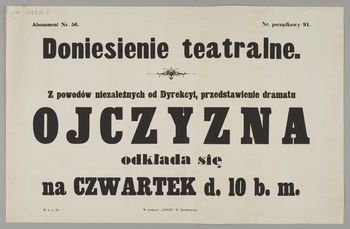 Abonament Nr. 56. Nr. porządkowy 91.
Doniesienie teatralne.
Z powodów niezależnych od Dyrekcyi, przedstawienie dramatu
OJCZYZNA
odkłada się
na CZWARTEK d. 10 b. m.